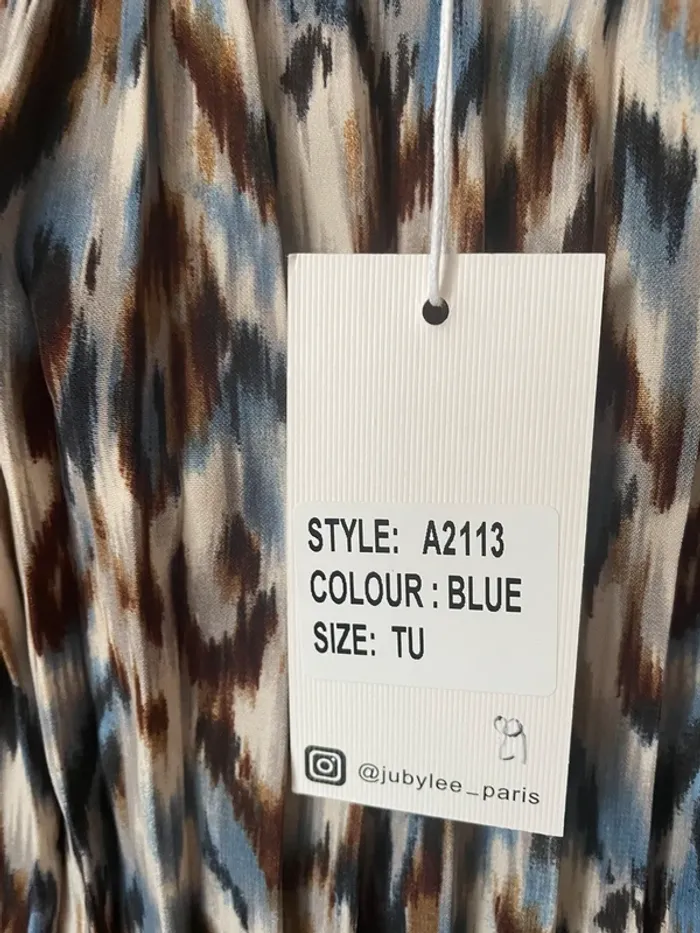 STYLE: A2113
COLOUR : BLUE
SIZE: TU
@jubylee_paris